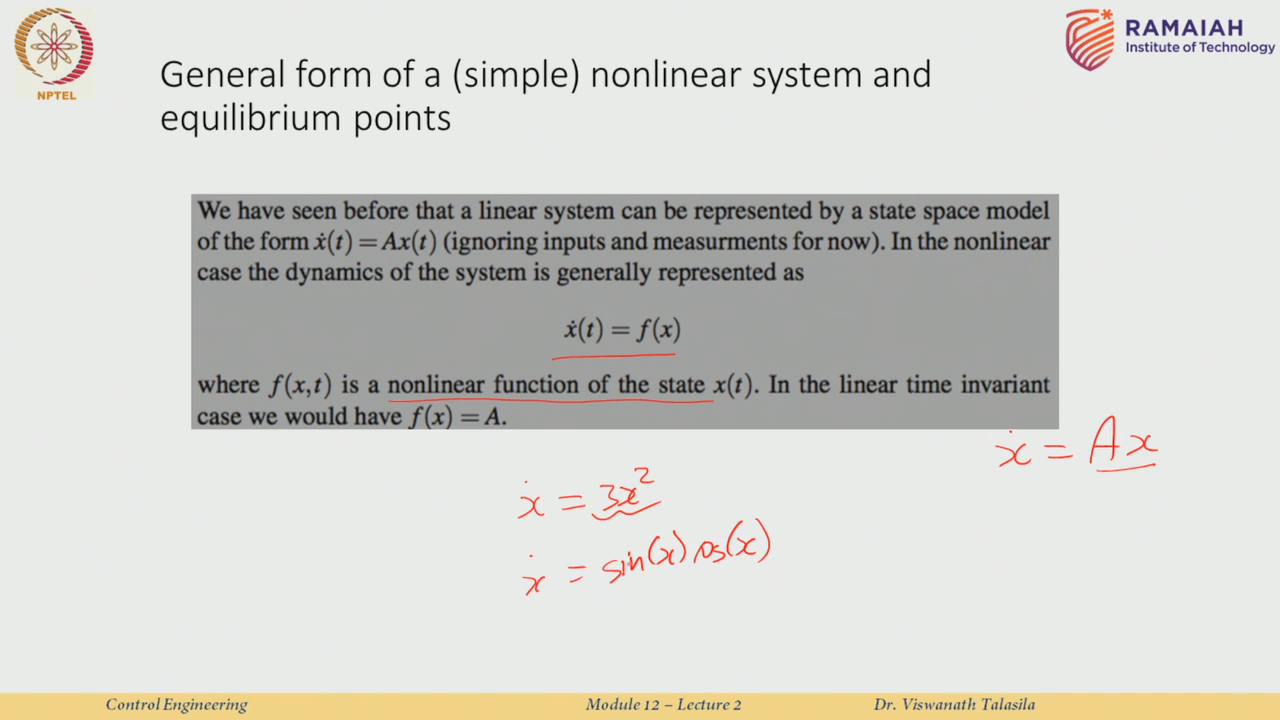 NPTEL
RAMAIAH
Institute of Technology
General form of a (simple) nonlinear system and
equilibrium points
We have seen before that a linear system can be represented by a state space model
of the form ẋ(t) = Ax(t) (ignoring inputs and measurments for now). In the nonlinear
case the dynamics of the system is generally represented as
ẋ(t) = f(x)
where f(x,t) is a nonlinear function of the state x(t). In the linear time invariant
case we would have f(x) = A.
ẋ = Ax
ẋ = 3x²
ẋ = sin(x) cos(x)
Control Engineering
Module 12 – Lecture 2
Dr. Viswanath Talasila